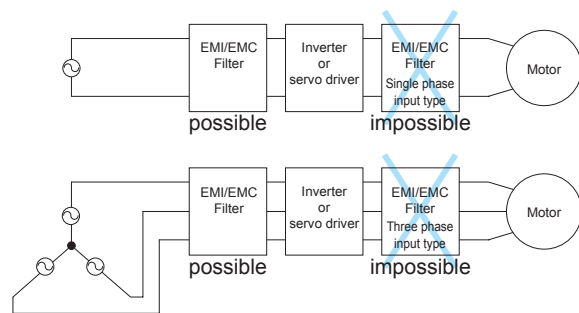 EMI/EMC
Filter
possible
Inverter
or
servo driver
EMI/EMC
Filter
Single phase
input type
impossible
Motor
EMI/EMC
Filter
possible
Inverter
or
servo driver
EMI/EMC
Filter
Three phase
input type
impossible
Motor